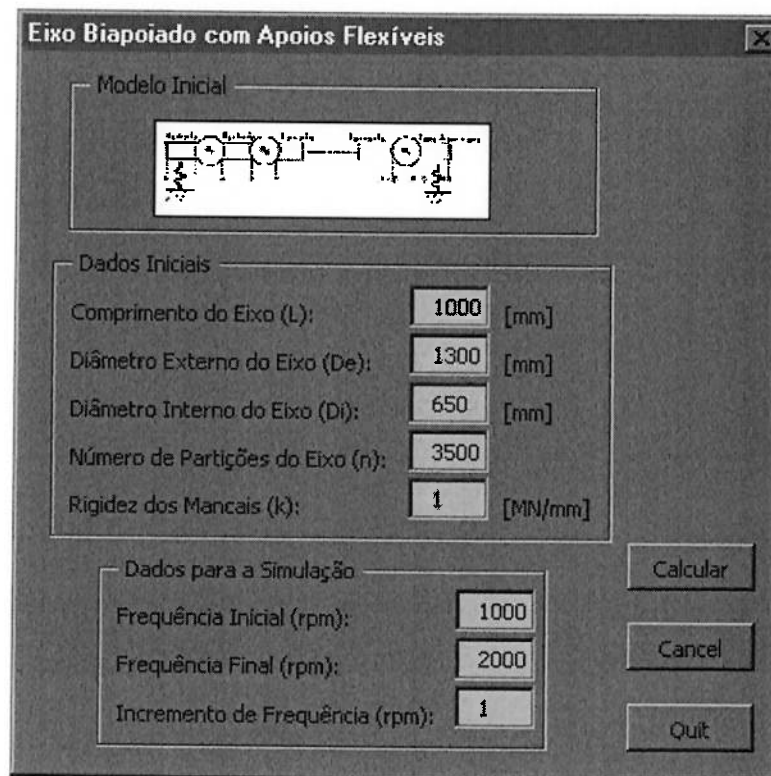 Eixo Biapoiado com Apoios Flexíveis
Modelo Inicial
Dados Iniciais
Comprimento do Eixo (L): 1000 [mm]
Diâmetro Externo do Eixo (De): 1300 [mm]
Diâmetro Interno do Eixo (Di): 650 [mm]
Número de Partições do Eixo (n): 3500
Rigidez dos Mancais (k): 1 [MN/mm]
Dados para a Simulação
Frequência Inicial (rpm): 1000
Frequência Final (rpm): 2000
Incremento de Frequência (rpm): 1
Calcular
Cancel
Quit